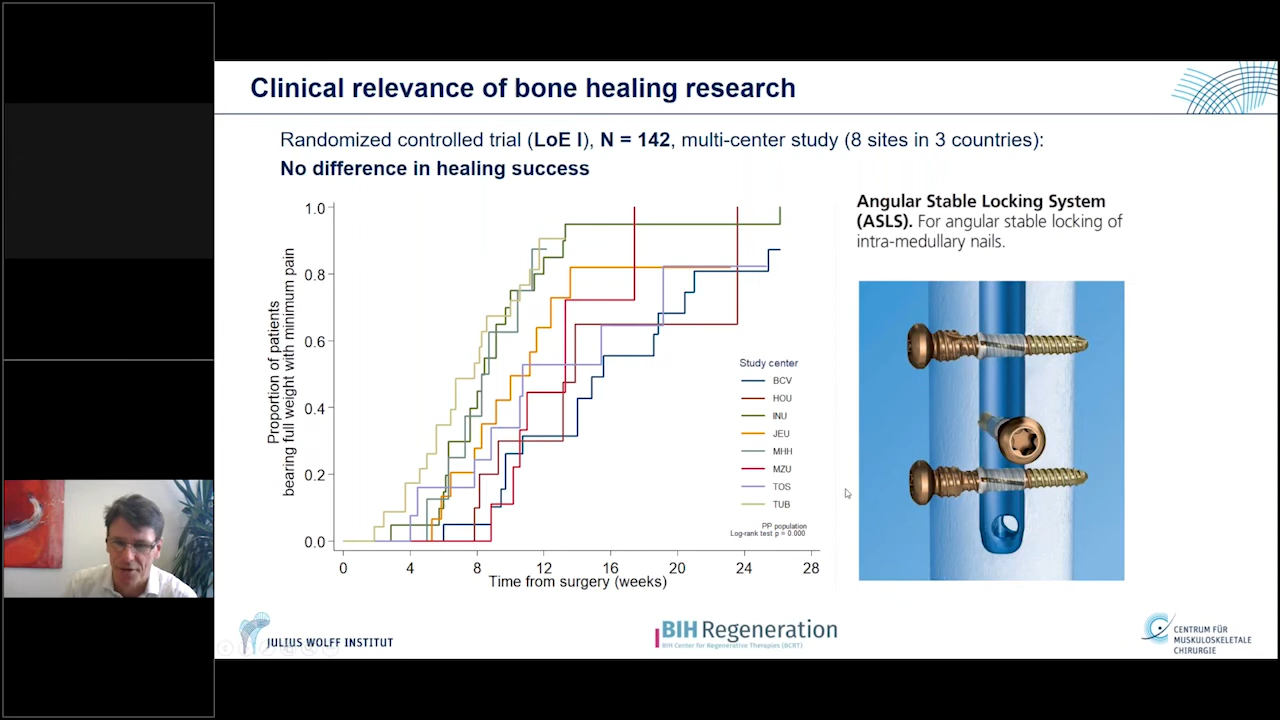 Clinical relevance of bone healing research
Randomized controlled trial (LoE I), N = 142, multi-center study (8 sites in 3 countries):
No difference in healing success
Proportion of patients
bearing full weight with minimum pain
1.0
0.8
0.6
0.4
0.2
0.0
0 4 8 12 16 20 24 28
Time from surgery (weeks)
Study center
BCV
HOU
INU
JEU
MHH
MZU
TOS
TUB
PP population
Log-rank test p = 0.000
Angular Stable Locking System
(ASLS). For angular stable locking of
intra-medullary nails.
JULIUS WOLFF INSTITUT
BIH Regeneration
BIH Center for Regenerative Therapies (BCRT)
CENTRUM FÜR
MUSKULOSKELETALE
CHIRURGIE